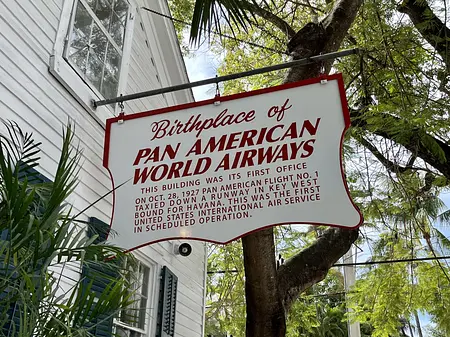 Birthplace of
PAN AMERICAN
WORLD AIRWAYS
THIS BUILDING WAS ITS FIRST OFFICE
ON OCT. 28, 1927 PAN AMERICAN FLIGHT NO. 1
TAXIED DOWN A RUNWAY IN KEY WEST
BOUND FOR HAVANA. THIS WAS THE FIRST
UNITED STATES INTERNATIONAL AIR SERVICE
IN SCHEDULED OPERATION.